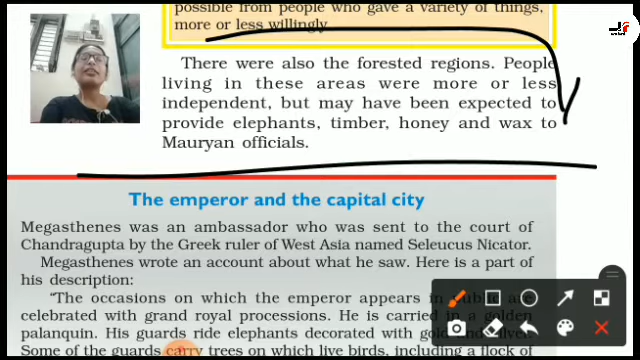 possible from people who gave a variety of things,
more or less willingly.
There were also the forested regions. People
living in these areas were more or less
independent, but may have been expected to
provide elephants, timber, honey and wax to
Mauryan officials.
The emperor and the capital city
Megasthenes was an ambassador who was sent to the court of
Chandragupta by the Greek ruler of West Asia named Seleucus Nicator.
Megasthenes wrote an account about what he saw. Here is a part of
his description:
"The occasions on which the emperor appears in public are
celebrated with grand royal processions. He is carried in a golden
palanquin. His guards ride elephants decorated with gold and silver.
Some of the guards carry trees on which live birds, including a flock of